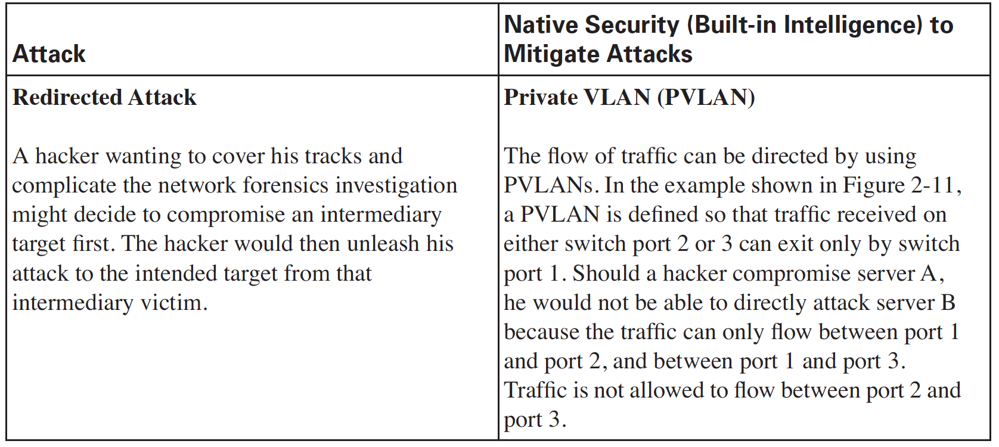 Attack
Native Security (Built-in Intelligence) to
Mitigate Attacks
Redirected Attack
A hacker wanting to cover his tracks and
complicate the network forensics investigation
might decide to compromise an intermediary
target first. The hacker would then unleash his
attack to the intended target from that
intermediary victim.
Private VLAN (PVLAN)
The flow of traffic can be directed by using
PVLANs. In the example shown in Figure 2-11,
a PVLAN is defined so that traffic received on
either switch port 2 or 3 can exit only by switch
port 1. Should a hacker compromise server A,
he would not be able to directly attack server B
because the traffic can only flow between port 1
and port 2, and between port 1 and port 3.
Traffic is not allowed to flow between port 2 and
port 3.